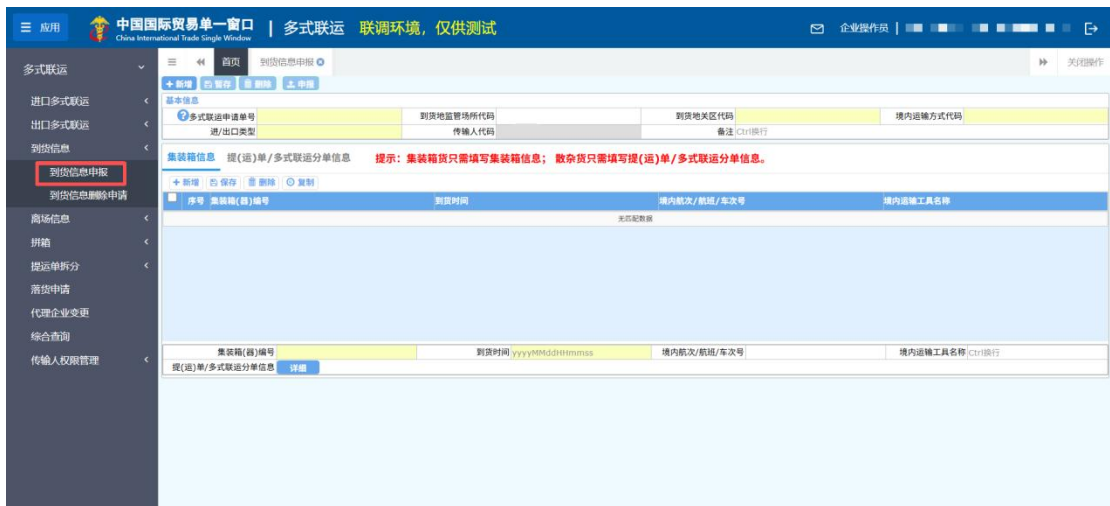 应用
中国国际贸易单一窗口 | 多式联运 联调环境，仅供测试
China International Trade Single Window
企业操作员 |
多式联运
首页 到货信息申报
关闭操作
新增 暂存 删除 申报
进口多式联运
出口多式联运
到货信息
到货信息申报
到货信息删除申请
商场信息
拼箱
提运单拆分
落货申请
代理企业变更
综合查询
传输人权限管理
基本信息
多式联运申请单号 到货地监管场所代码 到货地关区代码 境内运输方式代码
进/出口类型 传输人代码 备注 Ctrl换行
集装箱信息 提(运)单/多式联运分单信息 提示：集装箱货只需填写集装箱信息； 散杂货只需填写提(运)单/多式联运分单信息。
新增 保存 删除 复制
序号 集装箱(器)编号 到货时间 境内航次/航班/车次号 境内运输工具名称
无匹配数据
集装箱(器)编号 到货时间 yyyyMMddHHmmss 境内航次/航班/车次号 境内运输工具名称 Ctrl换行
提(运)单/多式联运分单信息 详细